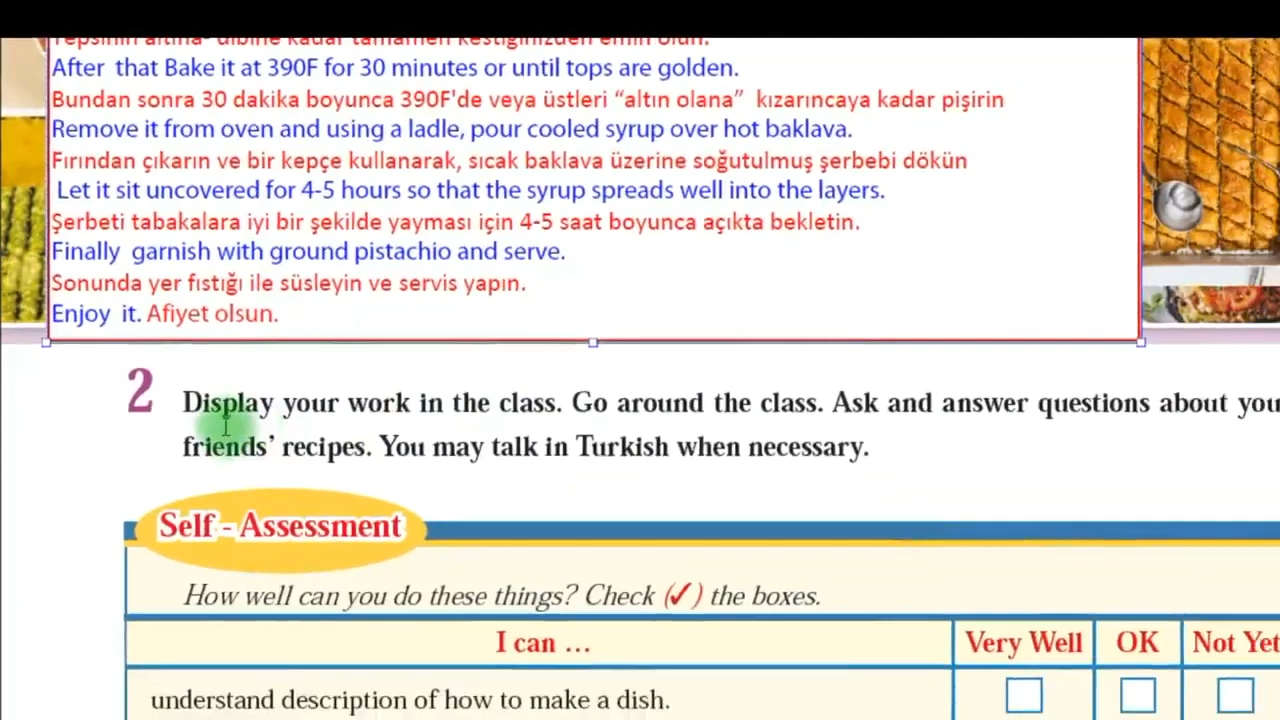 Tepsinin altına- dibine kadar tamamen kestiğinizden emin olun.
After that Bake it at 390F for 30 minutes or until tops are golden.
Bundan sonra 30 dakika boyunca 390F'de veya üstleri “altın olana” kızarıncaya kadar pişirin
Remove it from oven and using a ladle, pour cooled syrup over hot baklava.
Fırından çıkarın ve bir kepçe kullanarak, sıcak baklava üzerine soğutulmuş şerbebi dökün
Let it sit uncovered for 4-5 hours so that the syrup spreads well into the layers.
Şerbeti tabakalara iyi bir şekilde yayması için 4-5 saat boyunca açıkta bekletin.
Finally garnish with ground pistachio and serve.
Sonunda yer fıstığı ile süsleyin ve servis yapın.
Enjoy it. Afiyet olsun.
2
Display your work in the class. Go around the class. Ask and answer questions about you
friends’ recipes. You may talk in Turkish when necessary.
Self - Assessment
How well can you do these things? Check (✓) the boxes.
I can … Very Well OK Not Yet
understand description of how to make a dish.